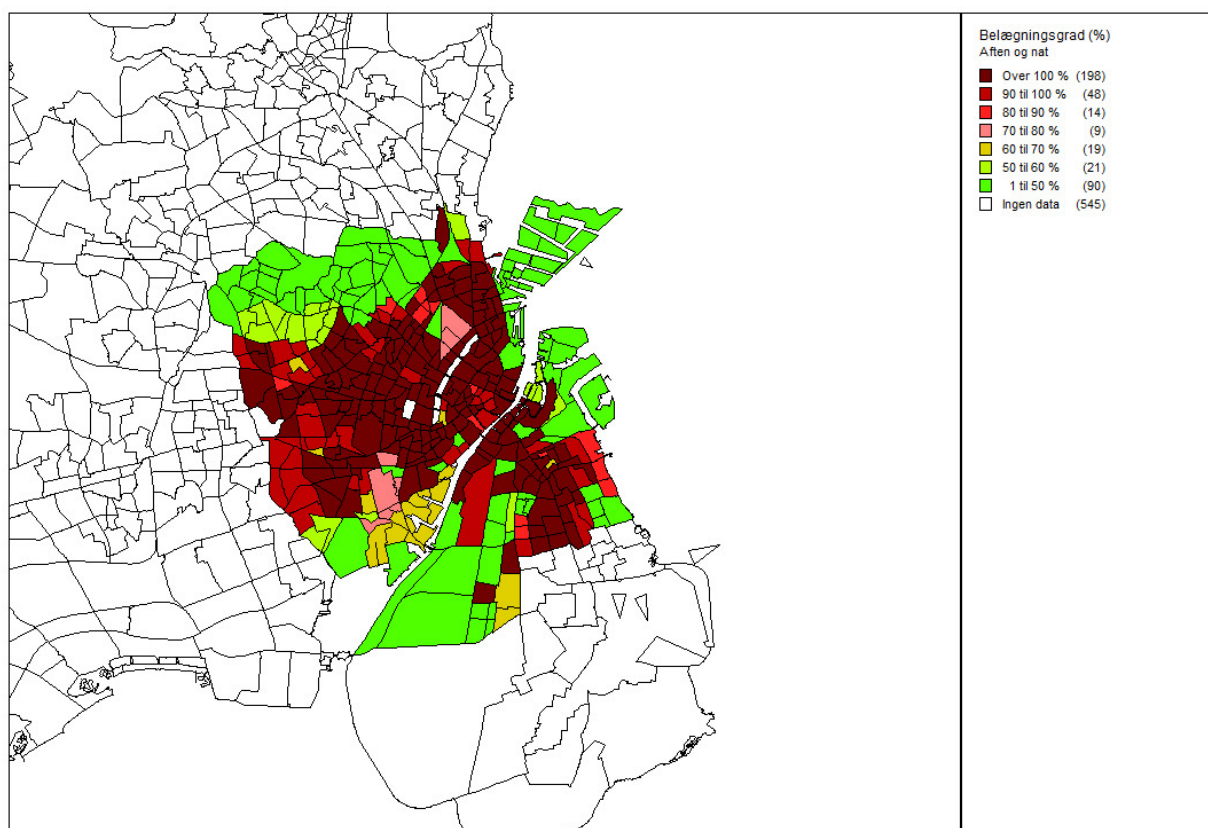 Belægningsgrad (%)
Aften og nat
Over 100 % (198)
90 til 100 % (48)
80 til 90 % (14)
70 til 80 % (9)
60 til 70 % (19)
50 til 60 % (21)
1 til 50 % (90)
Ingen data (545)